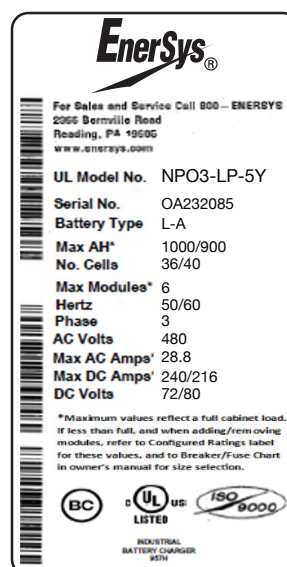 EnerSys®
For Sales and Service Call 800 – ENERSYS
2366 Bernville Road
Reading, PA 19605
www.enersys.com
UL Model No. NPO3-LP-5Y
Serial No. OA232085
Battery Type L-A
Max AH* 1000/900
No. Cells 36/40
Max Modules* 6
Hertz 50/60
Phase 3
AC Volts 480
Max AC Amps* 28.8
Max DC Amps* 240/216
DC Volts 72/80
*Maximum values reflect a full cabinet load.
If less than full, and when adding/removing
modules, refer to Configured Ratings label
for these values, and to Breaker/Fuse Chart
in owner's manual for size selection.
BC
C UL US
LISTED
ISO
9000
INDUSTRIAL
BATTERY CHARGER
957H